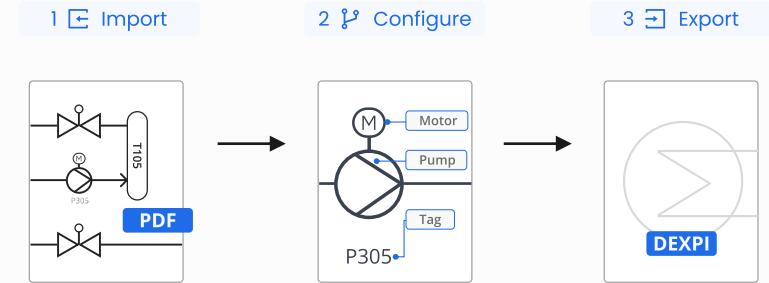 1 Import
2 Configure
3 Export
M
T105
M
P305
PDF
M
Motor
Pump
Tag
P305
DEXPI